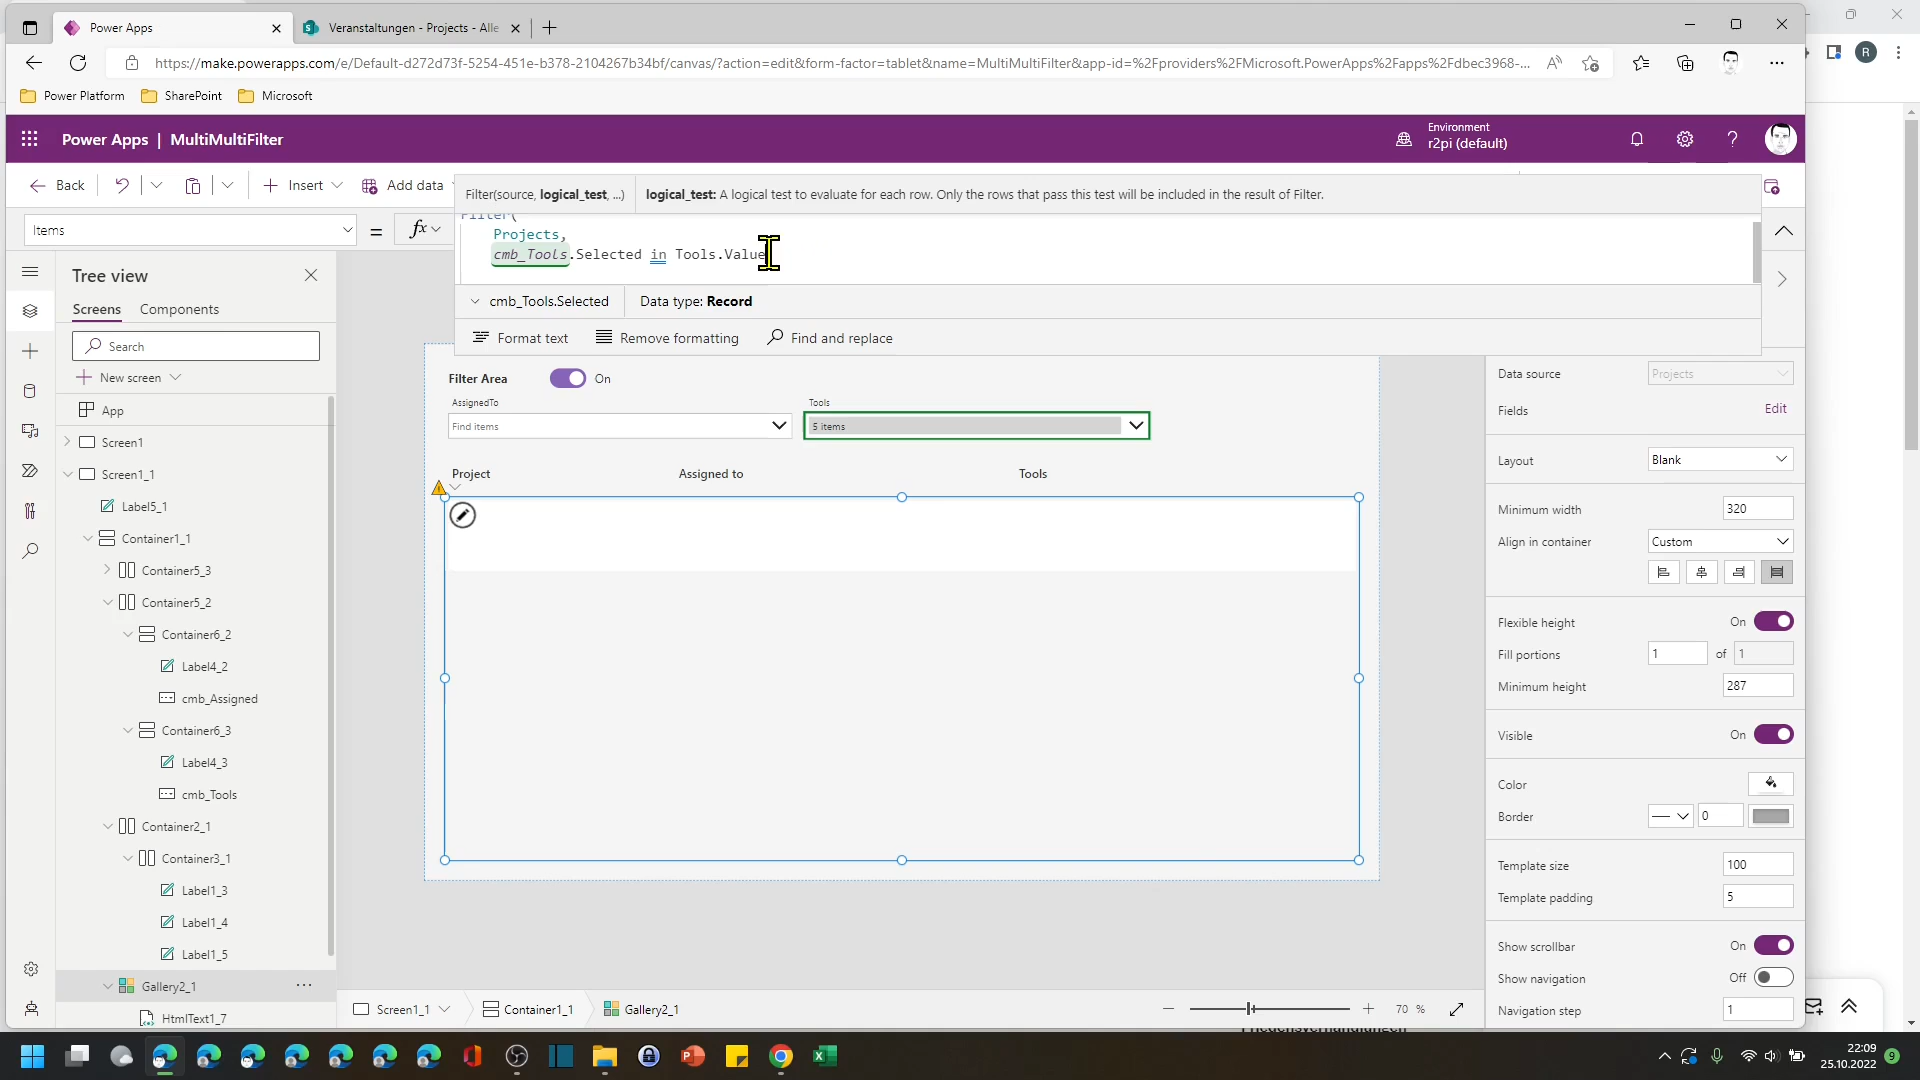 Power Apps
Veranstaltungen - Projects - Alle
https://make.powerapps.com/e/Default-d272d73f-5254-451e-b378-2104267b34bf/canvas/?action=edit&form-factor=tablet&name=MultiMultiFilter&app-id=%2Fproviders%2FMicrosoft.PowerApps%2Fapps%2Fdbec3968-...
R
Power Platform
SharePoint
Microsoft
Power Apps | MultiMultiFilter
Environment
r2pi (default)
Back
Insert
Add data
Filter(source, logical_test, ...)
logical_test: A logical test to evaluate for each row. Only the rows that pass this test will be included in the result of Filter.
Items
=
fx
Filter(
Projects,
cmb_Tools.Selected in Tools.Value
cmb_Tools.Selected
Data type: Record
Format text
Remove formatting
Find and replace
Tree view
Screens
Components
Search
New screen
App
Screen1
Screen1_1
Label5_1
Container1_1
Container5_3
Container5_2
Container6_2
Label4_2
cmb_Assigned
Container6_3
Label4_3
cmb_Tools
Container2_1
Container3_1
Label1_3
Label1_4
Label1_5
Gallery2_1
HtmlText1_7
Filter Area
On
AssignedTo
Find items
Tools
5 items
Project
Assigned to
Tools
Data source
Projects
Fields
Edit
Layout
Blank
Minimum width
320
Align in container
Custom
Flexible height
On
Fill portions
1
of
1
Minimum height
287
Visible
On
Color
Border
0
Template size
100
Template padding
5
Show scrollbar
On
Show navigation
Off
Navigation step
1
Screen1_1
Container1_1
Gallery2_1
70 %
22:09
25.10.2022
9